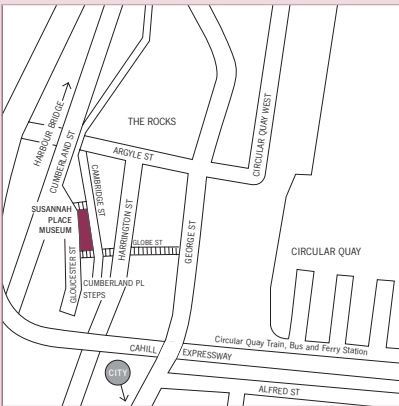 THE ROCKS
HARBOUR BRIDGE
CUMBERLAND ST
ARGYLE ST
CIRCULAR QUAY WEST
CAMBRIDGE ST
HARRINGTON ST
SUSANNAH
PLACE
MUSEUM
GLOUCESTER ST
GLOBE ST
GEORGE ST
CIRCULAR QUAY
CUMBERLAND PL
STEPS
CAHILL EXPRESSWAY
Circular Quay Train, Bus and Ferry Station
CITY
ALFRED ST